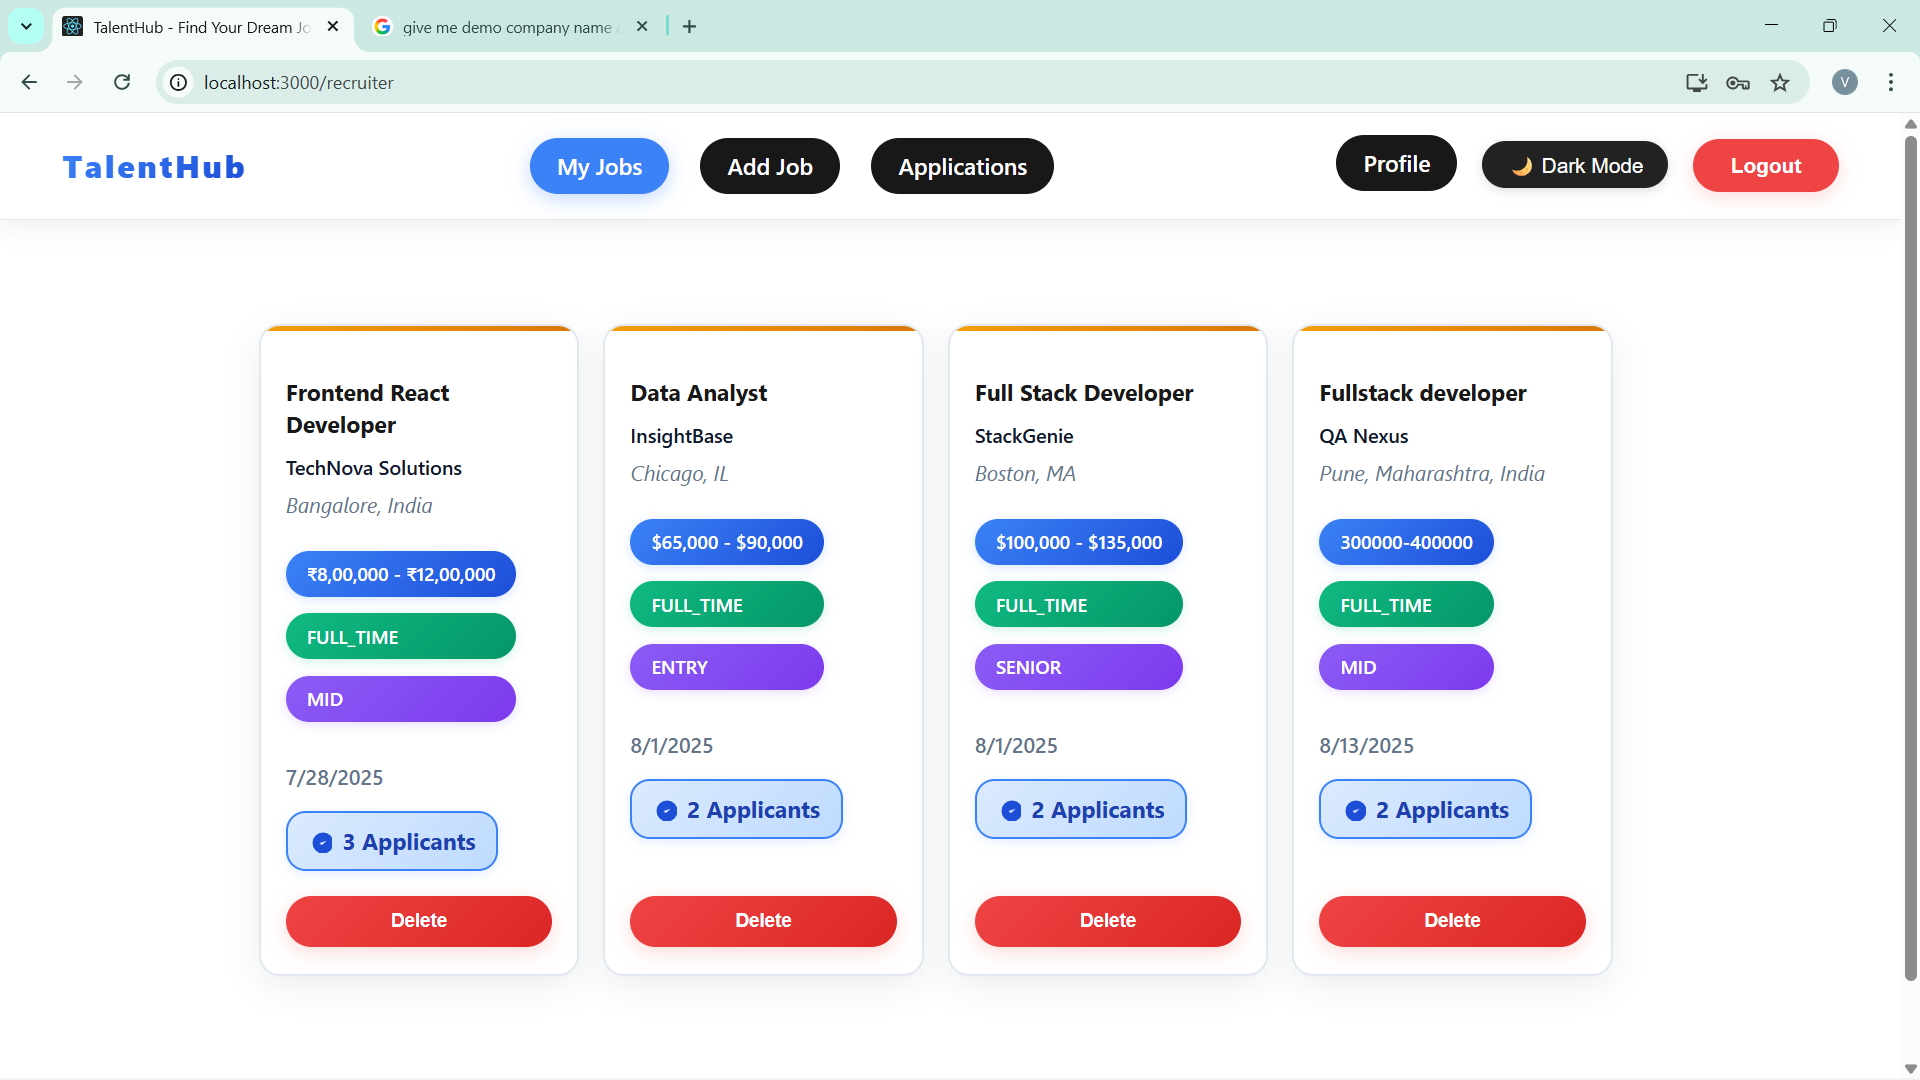 TalentHub - Find Your Dream Jo
give me demo company name
localhost:3000/recruiter
V
TalentHub
My Jobs
Add Job
Applications
Profile
Dark Mode
Logout
Frontend React
Developer
TechNova Solutions
Bangalore, India
₹8,00,000 - ₹12,00,000
FULL_TIME
MID
7/28/2025
3 Applicants
Delete
Data Analyst
InsightBase
Chicago, IL
$65,000 - $90,000
FULL_TIME
ENTRY
8/1/2025
2 Applicants
Delete
Full Stack Developer
StackGenie
Boston, MA
$100,000 - $135,000
FULL_TIME
SENIOR
8/1/2025
2 Applicants
Delete
Fullstack developer
QA Nexus
Pune, Maharashtra, India
300000-400000
FULL_TIME
MID
8/13/2025
2 Applicants
Delete